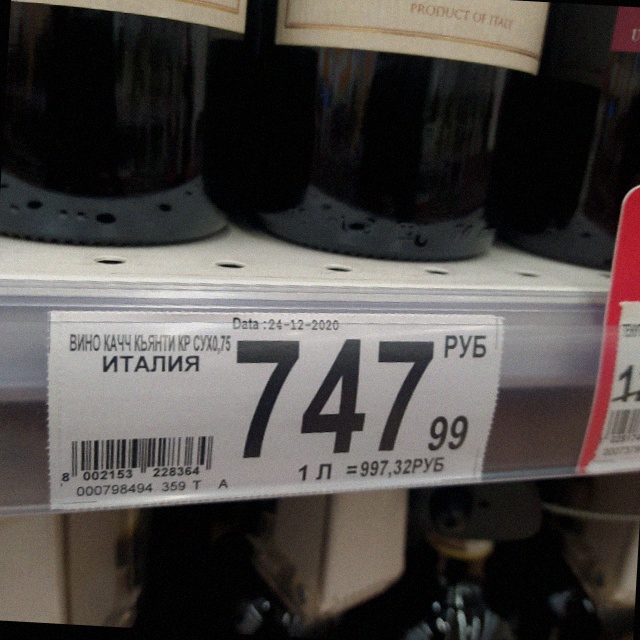 PRODUCT OF ITALY
Data : 24-12-2020
ВИНО КАЧЧ КЬЯНТИ КР СУХ0,75
ИТАЛИЯ
747 99
РУБ
1 Л =997,32РУБ
8 002153 228364
000798494 359 Т А